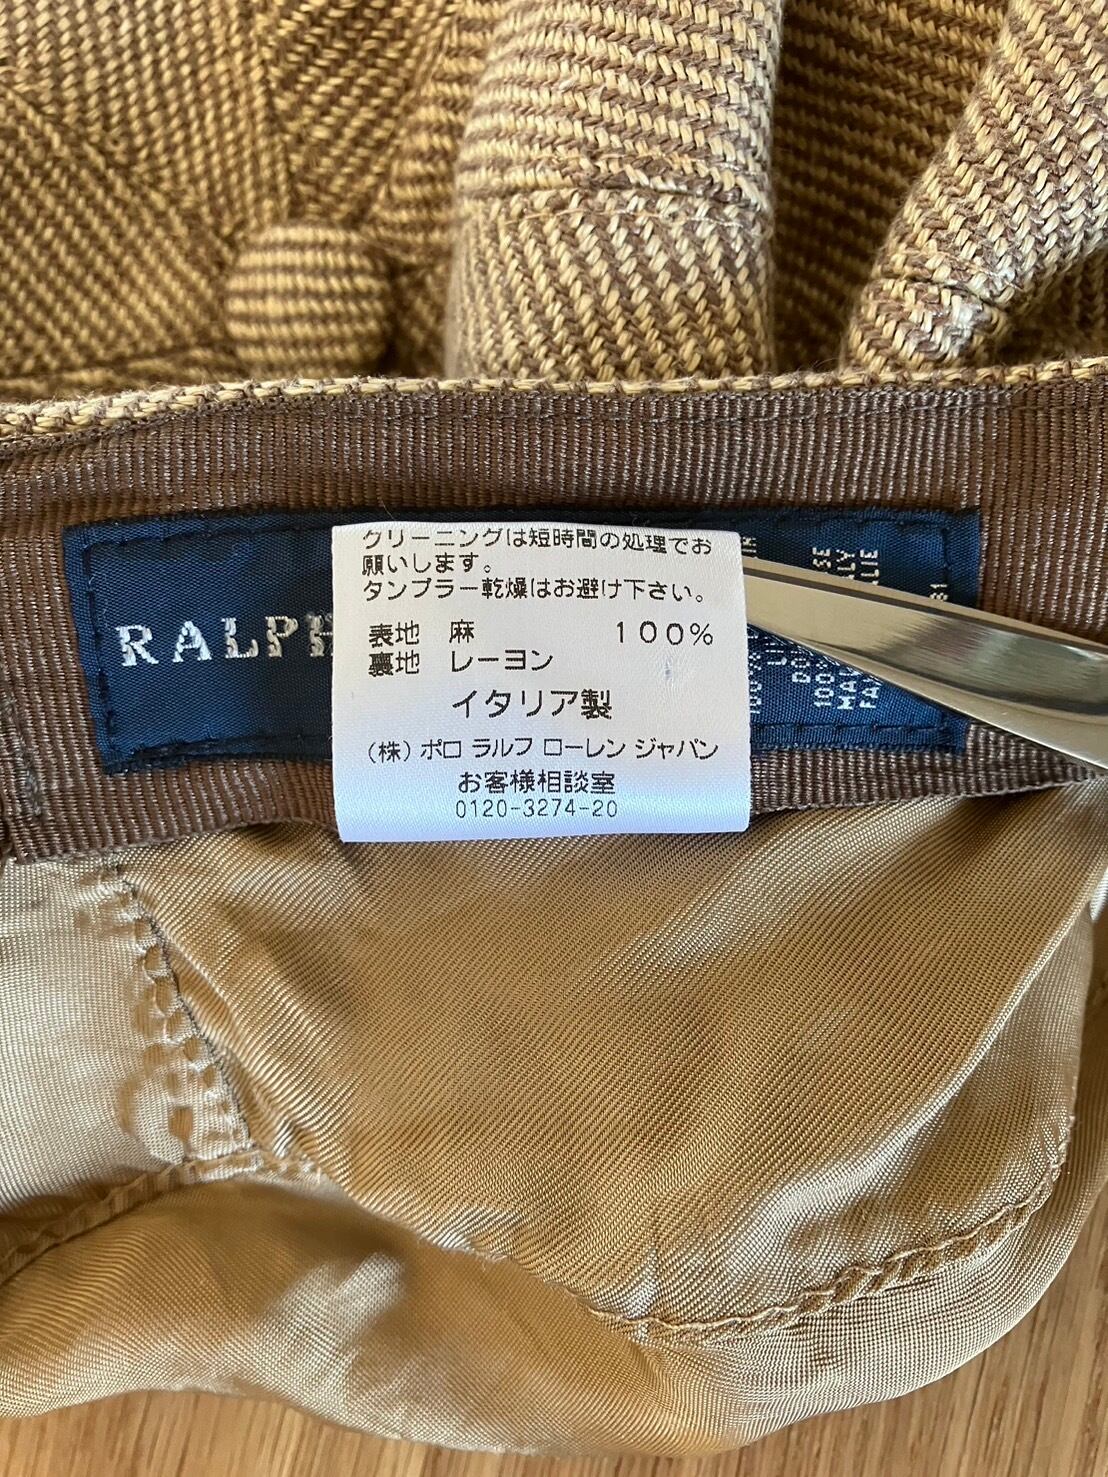 クリーニングは短時間の処理でお
願いします。
タンブラー乾燥はお避け下さい。
表地 麻 100%
裏地 レーヨン
イタリア製
(株)ポロ ラルフ ローレン ジャパン
お客様相談室
0120-3274-20
RALPH